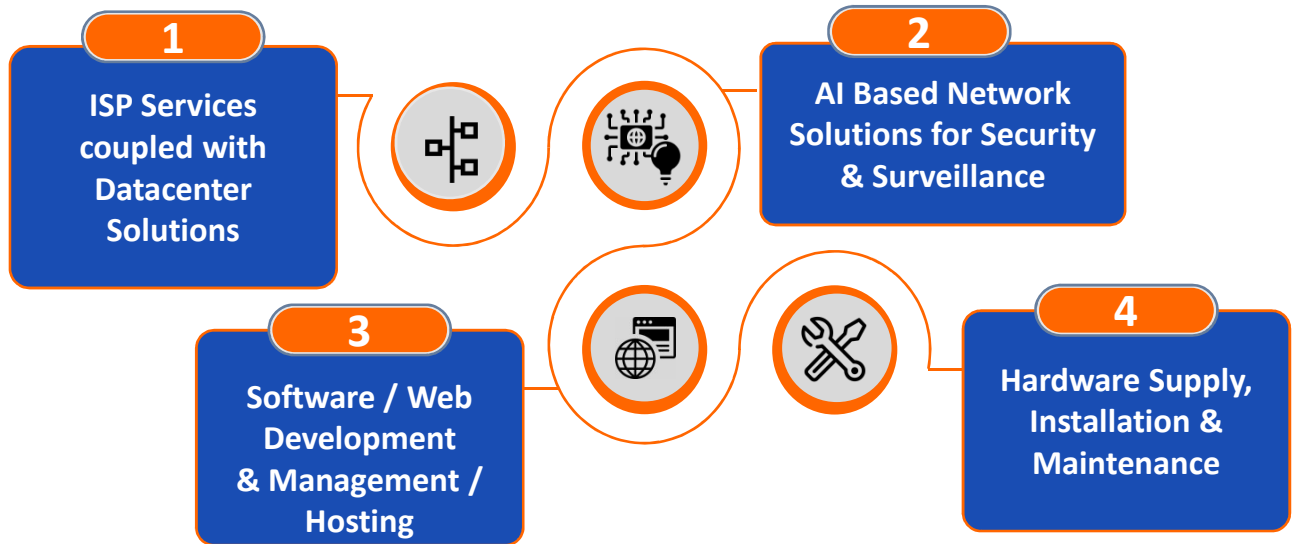 1
ISP Services
coupled with
Datacenter
Solutions
2
AI Based Network
Solutions for Security
& Surveillance
3
Software / Web
Development
& Management /
Hosting
4
Hardware Supply,
Installation &
Maintenance